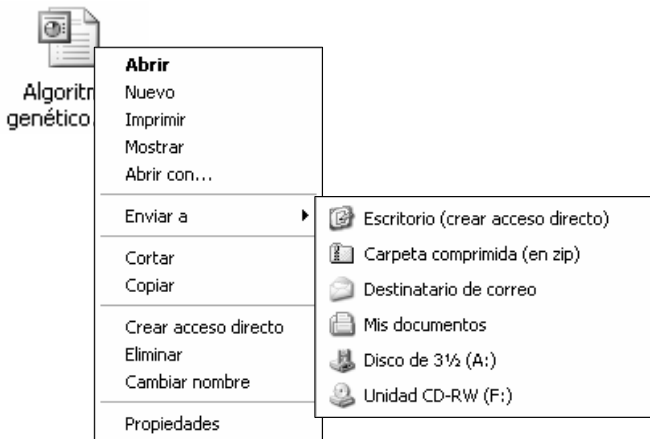 Algoritm
genético.
Abrir
Nuevo
Imprimir
Mostrar
Abrir con...
Enviar a
Cortar
Copiar
Crear acceso directo
Eliminar
Cambiar nombre
Propiedades
Escritorio (crear acceso directo)
Carpeta comprimida (en zip)
Destinatario de correo
Mis documentos
Disco de 3½ (A:)
Unidad CD-RW (F:)